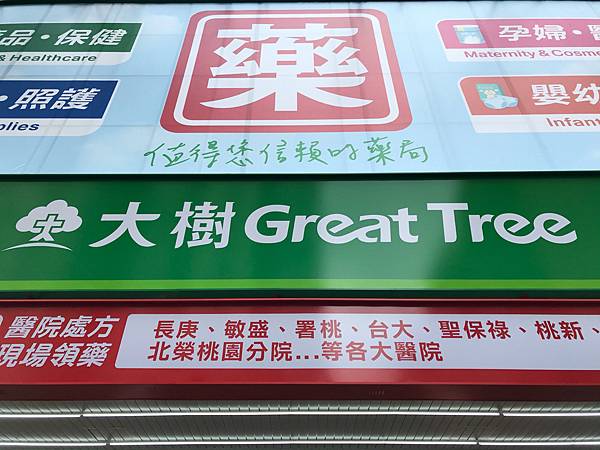 品·保健
& Healthcare
照護
plies
藥
孕婦·醫
Maternity & Cosme
嬰幼
Infant
值得您信賴的藥局
大樹 Great Tree
醫院處方
現場領藥
長庚、敏盛、署桃、台大、聖保祿、桃新、
北榮桃園分院...等各大醫院